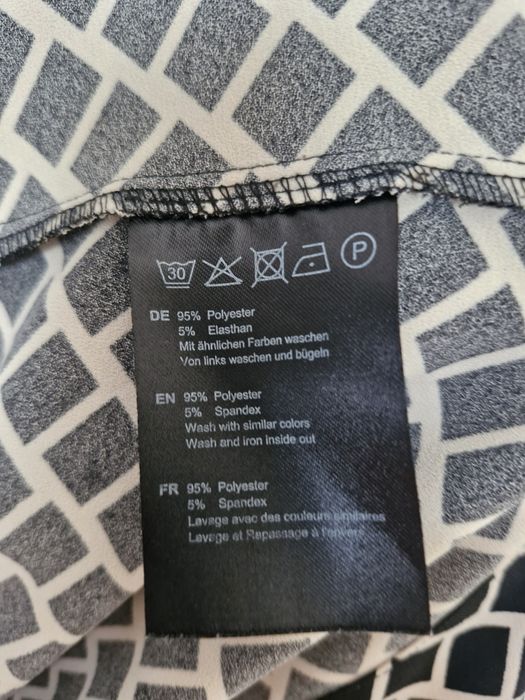 30 P
DE 95% Polyester
5% Elasthan
Mit ähnlichen Farben waschen
Von links waschen und bügeln
EN 95% Polyester
5% Spandex
Wash with similar colors
Wash and iron inside out
FR 95% Polyester
5% Spandex
Lavage avec des couleurs similaires
Lavage et Repassage à l'envers